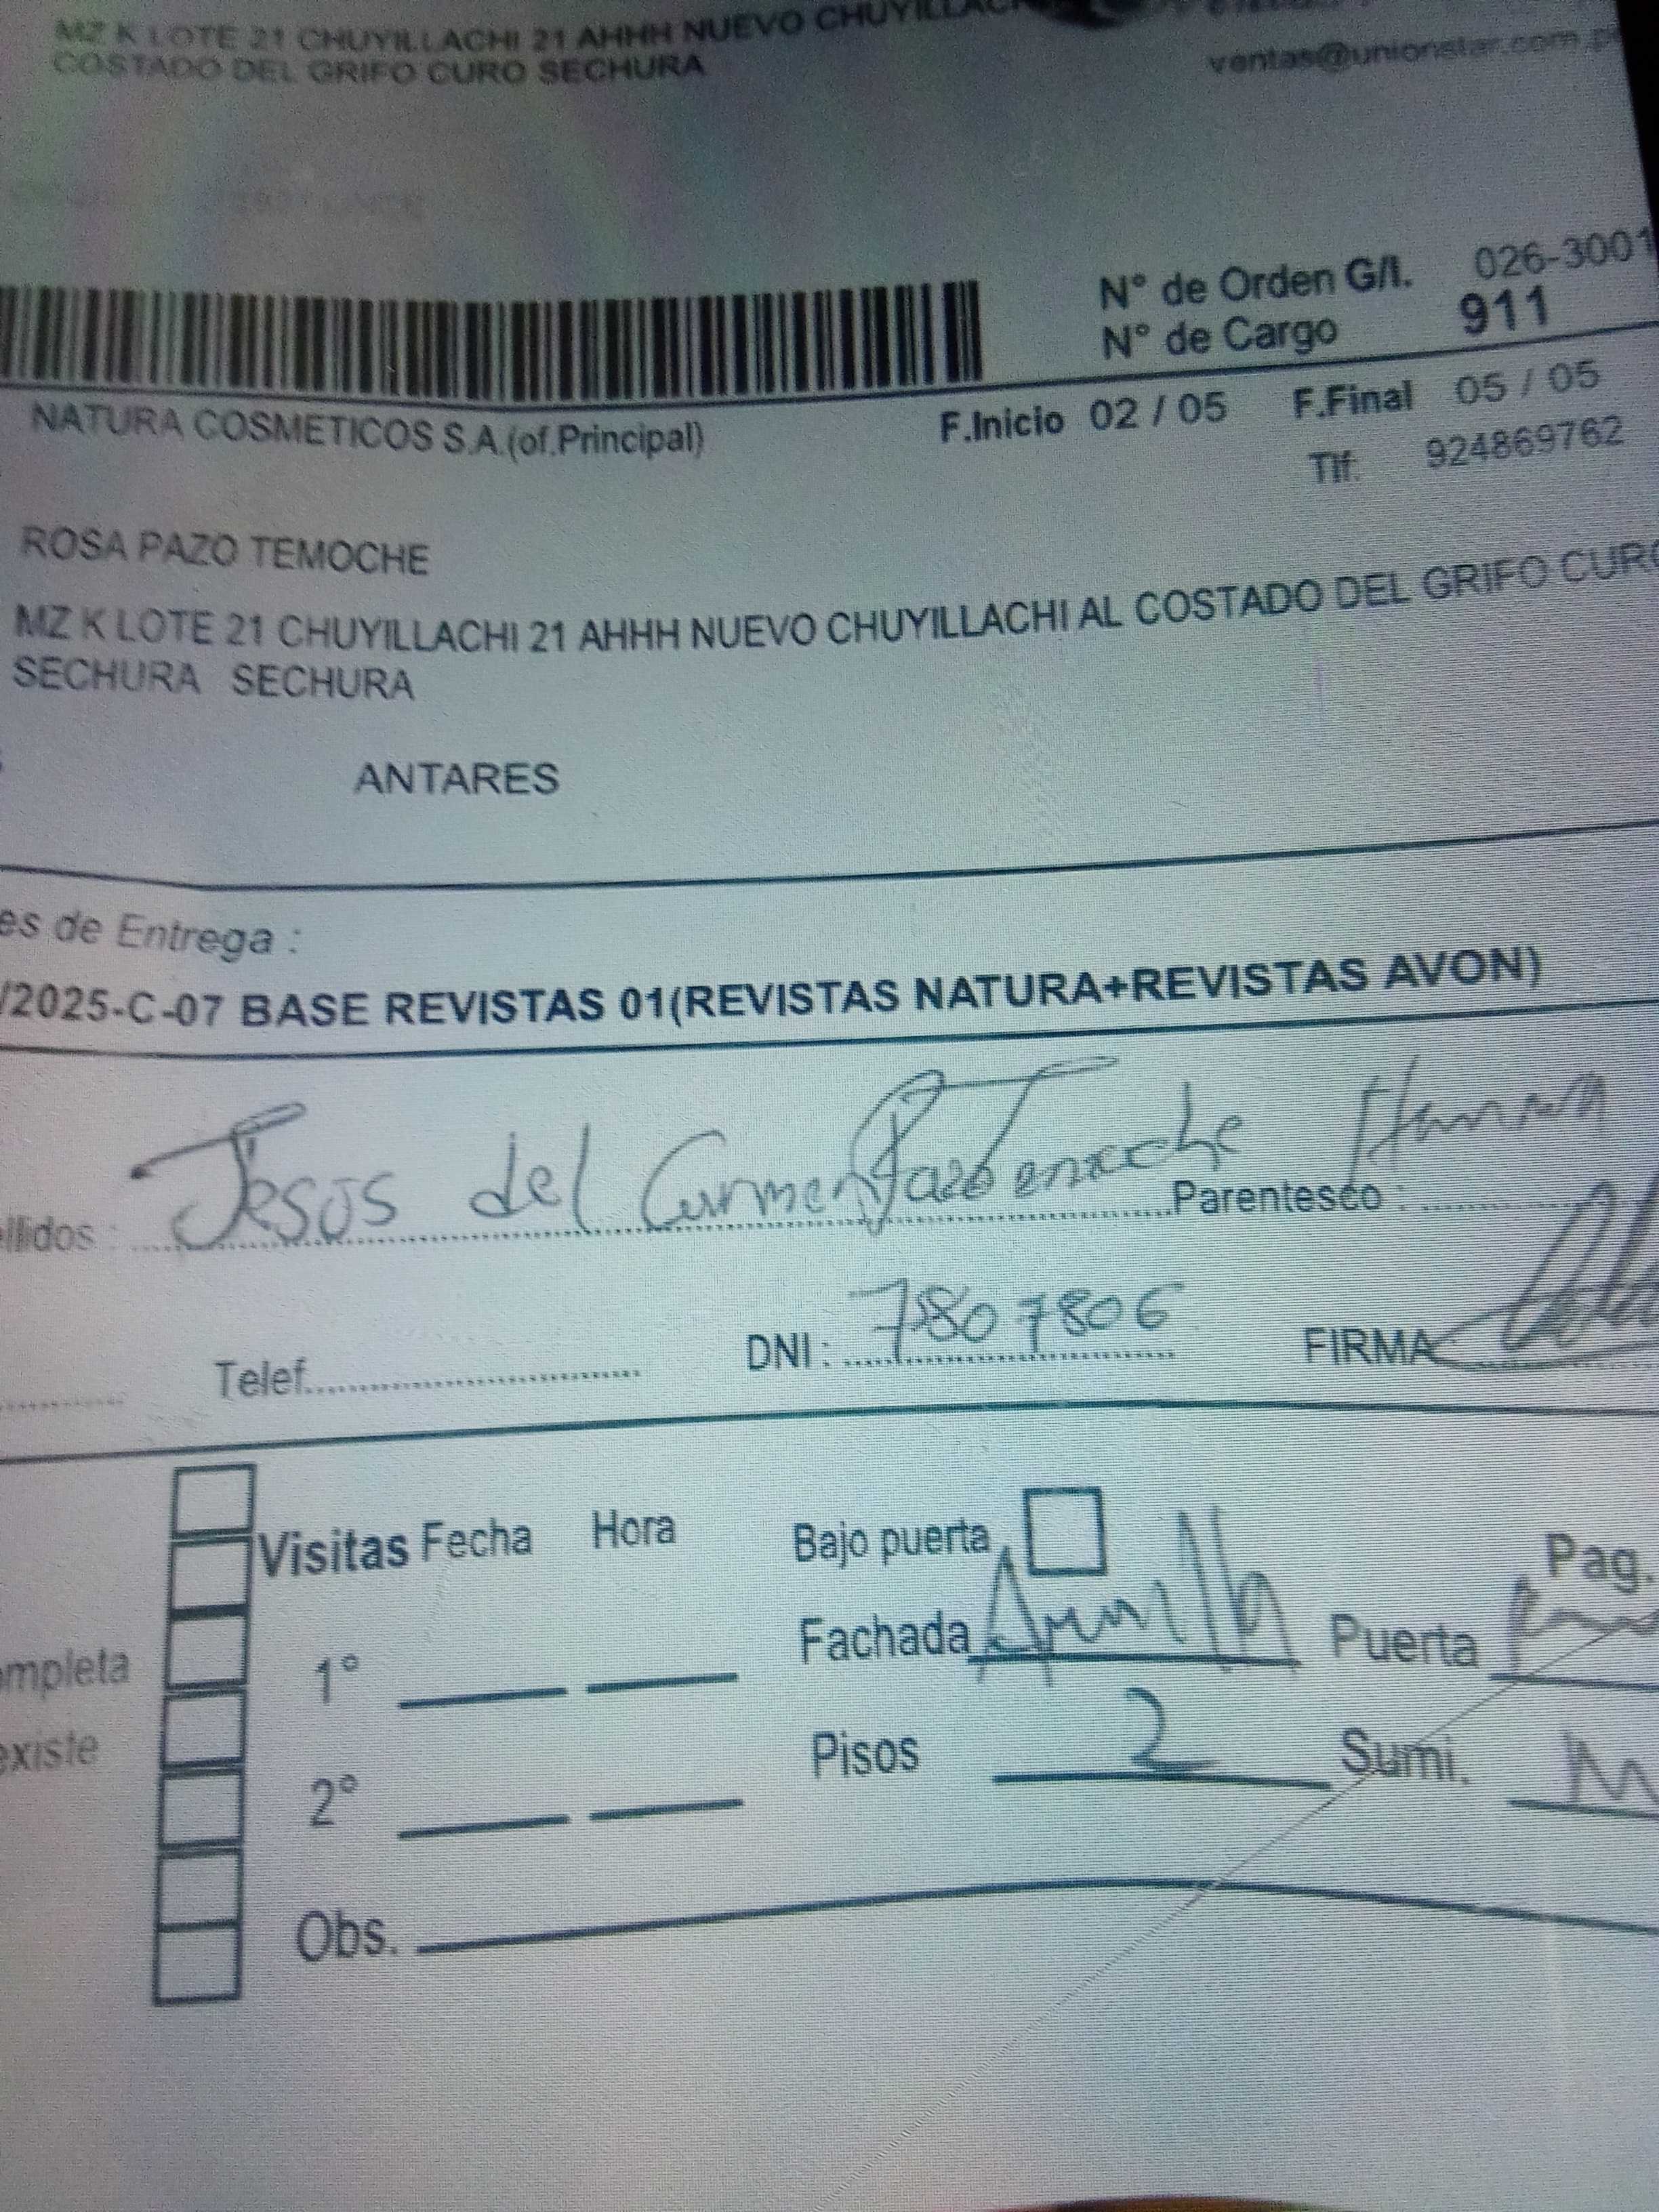 MZ K LOTE 21 CHUYILLACHI 21 AHHH NUEVO
COSTADO DEL GRIFO CURO SECHURA
ventas@unionstar.com.pe
N° de Orden G/I. 026-3001
N° de Cargo 911
NATURA COSMETICOS S.A.(of.Principal) F.Inicio 02 / 05 F.Final 05 / 05
Tlf: 924869762
ROSA PAZO TEMOCHE
MZ K LOTE 21 CHUYILLACHI 21 AHHH NUEVO CHUYILLACHI AL COSTADO DEL GRIFO CURO
SECHURA SECHURA
ANTARES
es de Entrega :
/2025-C-07 BASE REVISTAS 01(REVISTAS NATURA+REVISTAS AVON)
llidos : Jesus del Carmen Pazo Temoche Parentesco :
Telef. DNI : 7807806 FIRMA
Visitas Fecha Hora Bajo puerta Pag.
mpleta 1° Fachada Puerta
existe 2° Pisos 2 Sumi.
Obs.